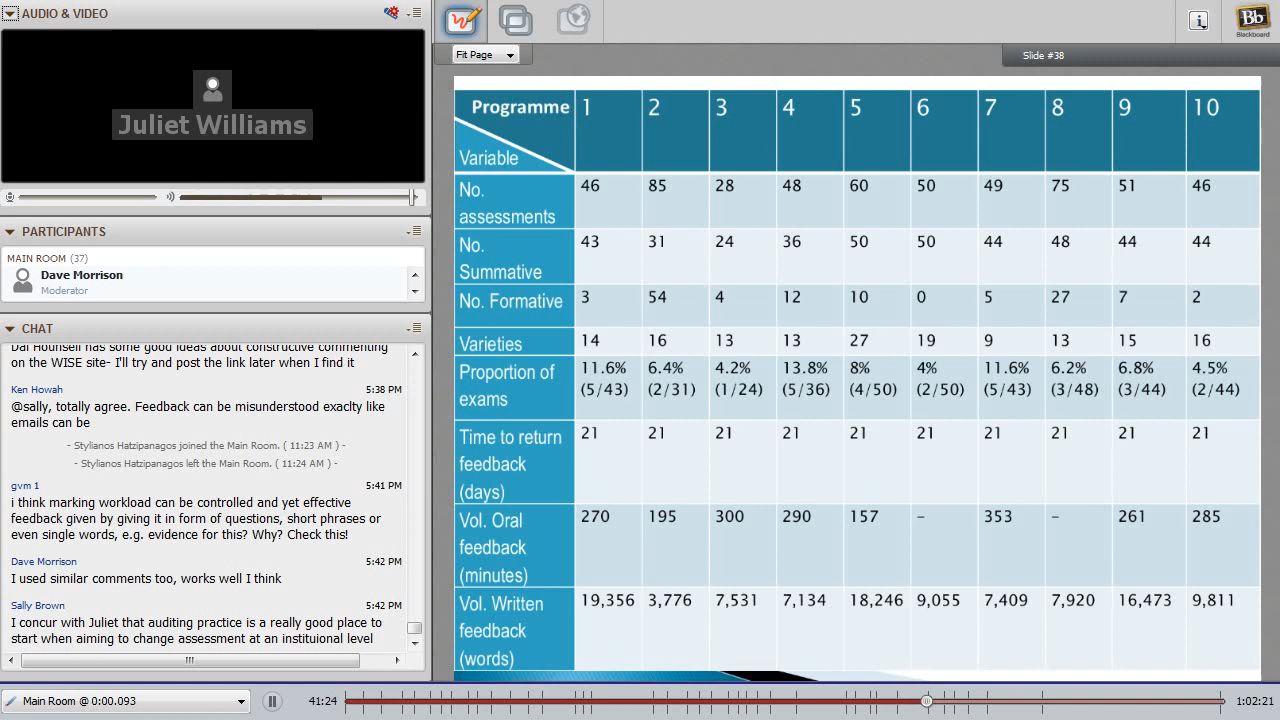 AUDIO & VIDEO
Juliet Williams
PARTICIPANTS
MAIN ROOM (37)
Dave Morrison
Moderator
CHAT
Dai Hounsell has some good ideas about constructive commenting
on the WISE site- I'll try and post the link later when I find it
Ken Howah 5:38 PM
@sally, totally agree. Feedback can be misunderstood exaclty like
emails can be
- Stylianos Hatzipanagos joined the Main Room. ( 11:23 AM ) -
- Stylianos Hatzipanagos left the Main Room. ( 11:24 AM ) -
gvm 1 5:41 PM
i think marking workload can be controlled and yet effective
feedback given by giving it in form of questions, short phrases or
even single words, e.g. evidence for this? Why? Check this!
Dave Morrison 5:42 PM
I used similar comments too, works well I think
Sally Brown 5:42 PM
I concur with Juliet that auditing practice is a really good place to
start when aiming to change assessment at an instituional level
Main Room @ 0:00.093
41:24
1:02:21
Bb
Blackboard
Fit Page
Slide #38
Programme 1 2 3 4 5 6 7 8 9 10
Variable
No. 46 85 28 48 60 50 49 75 51 46
assessments
No. 43 31 24 36 50 50 44 48 44 44
Summative
No. Formative 3 54 4 12 10 0 5 27 7 2
Varieties 14 16 13 13 27 19 9 13 15 16
Proportion of 11.6% 6.4% 4.2% 13.8% 8% 4% 11.6% 6.2% 6.8% 4.5%
exams (5/43) (2/31) (1/24) (5/36) (4/50) (2/50) (5/43) (3/48) (3/44) (2/44)
Time to return 21 21 21 21 21 21 21 21 21 21
feedback
(days)
Vol. Oral 270 195 300 290 157 – 353 – 261 285
feedback
(minutes)
Vol. Written 19,356 3,776 7,531 7,134 18,246 9,055 7,409 7,920 16,473 9,811
feedback
(words)